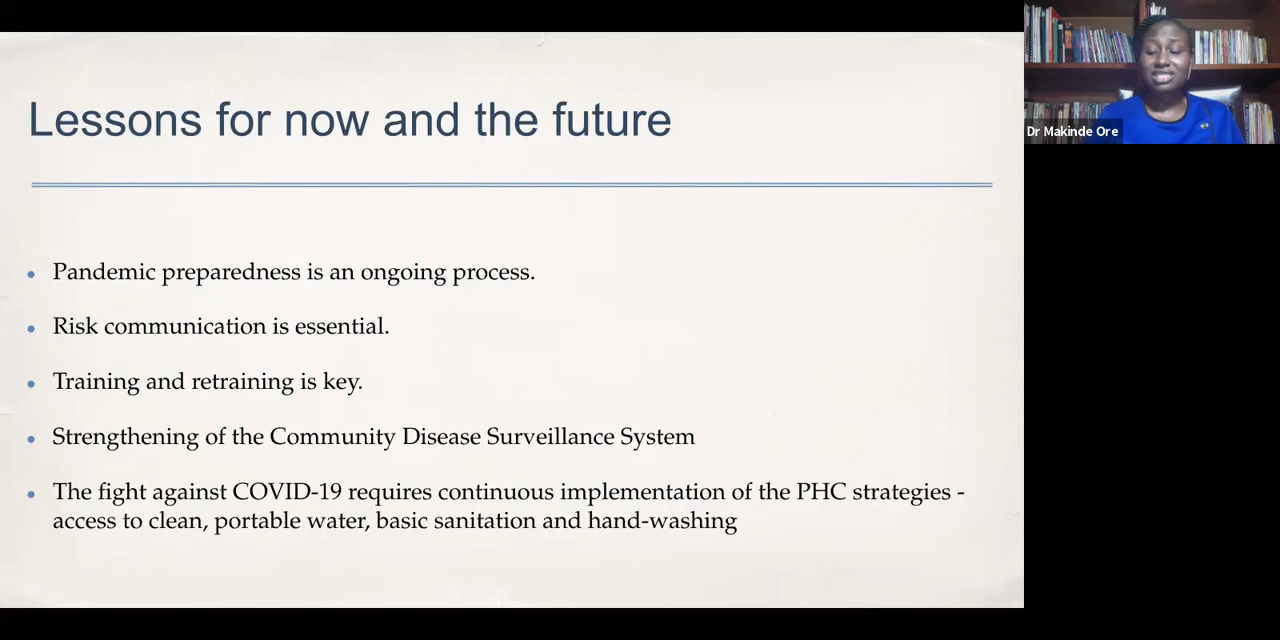 Lessons for now and the future
Pandemic preparedness is an ongoing process.
Risk communication is essential.
Training and retraining is key.
Strengthening of the Community Disease Surveillance System
The fight against COVID-19 requires continuous implementation of the PHC strategies -
access to clean, portable water, basic sanitation and hand-washing
Dr Makinde Ore